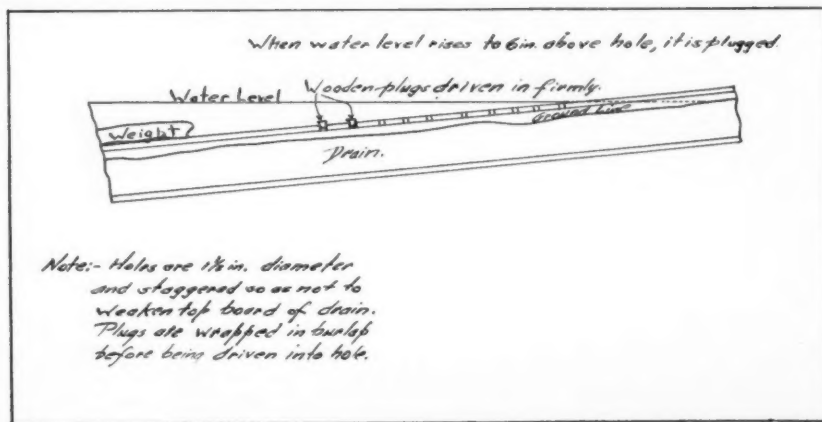 When water level rises to 6 in. above hole, it is plugged.
Wooden-plugs driven in firmly.
Water Level
Weight
Ground Line
Drain.
Note:- Holes are 1½ in. diameter
and staggered so as not to
weaken top board of drain.
Plugs are wrapped in burlap
before being driven into hole.